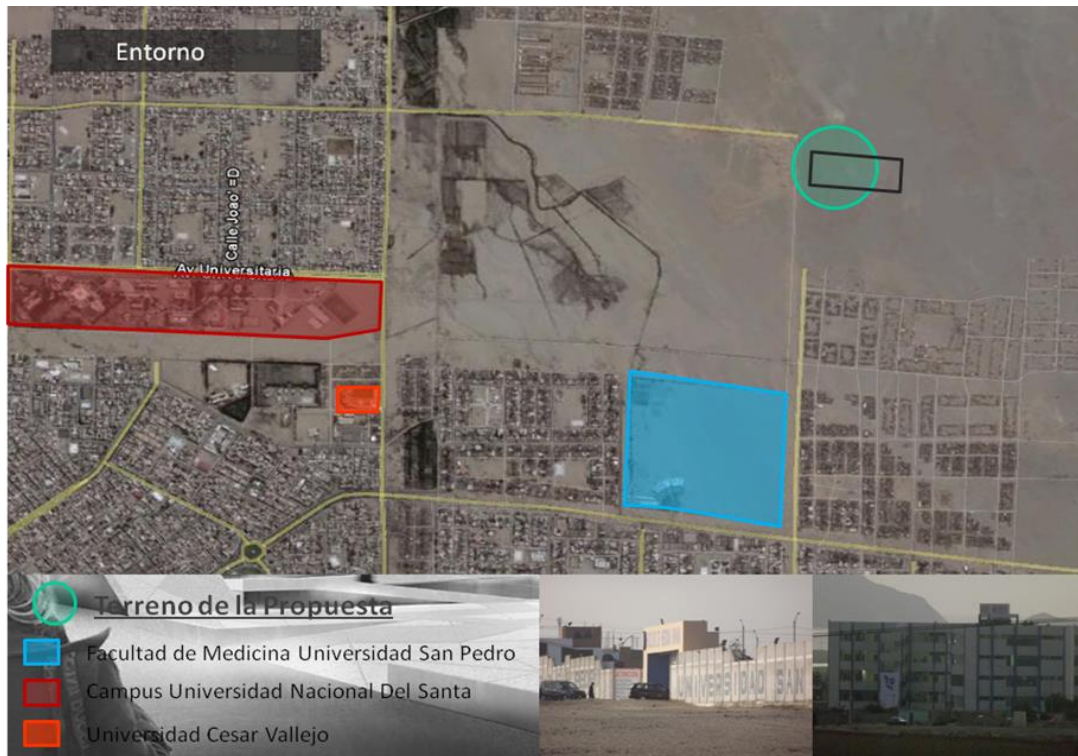 Entorno
Calle Joao' =D
Av Universitaria
Terreno de la Propuesta
Facultad de Medicina Universidad San Pedro
Campus Universidad Nacional Del Santa
Universidad Cesar Vallejo
UNIVERSIDAD SAN